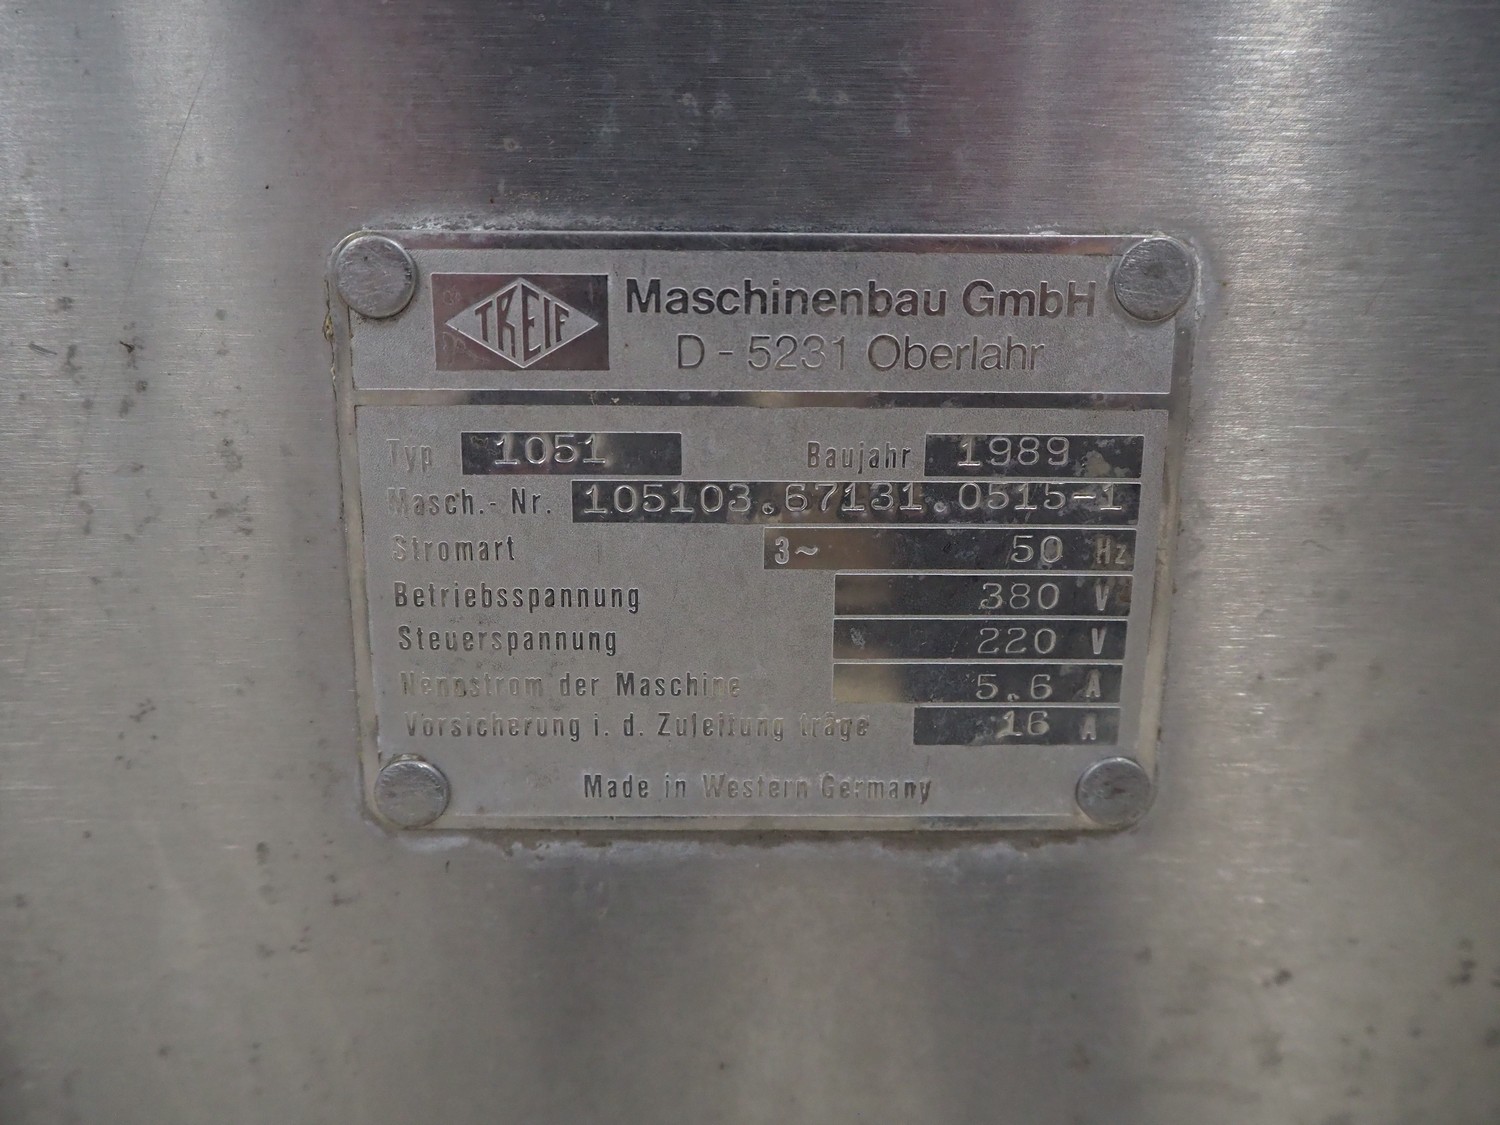 TREIF Maschinenbau GmbH
D - 5231 Oberlahr
Typ 1051 Baujahr 1989
Masch.- Nr. 105103.67131.0515-1
Stromart 3~ 50 Hz
Betriebsspannung 380 V
Steuerspannung 220 V
Nennstrom der Maschine 5.6 A
Vorsicherung i. d. Zuleitung träge 16 A
Made in Western Germany